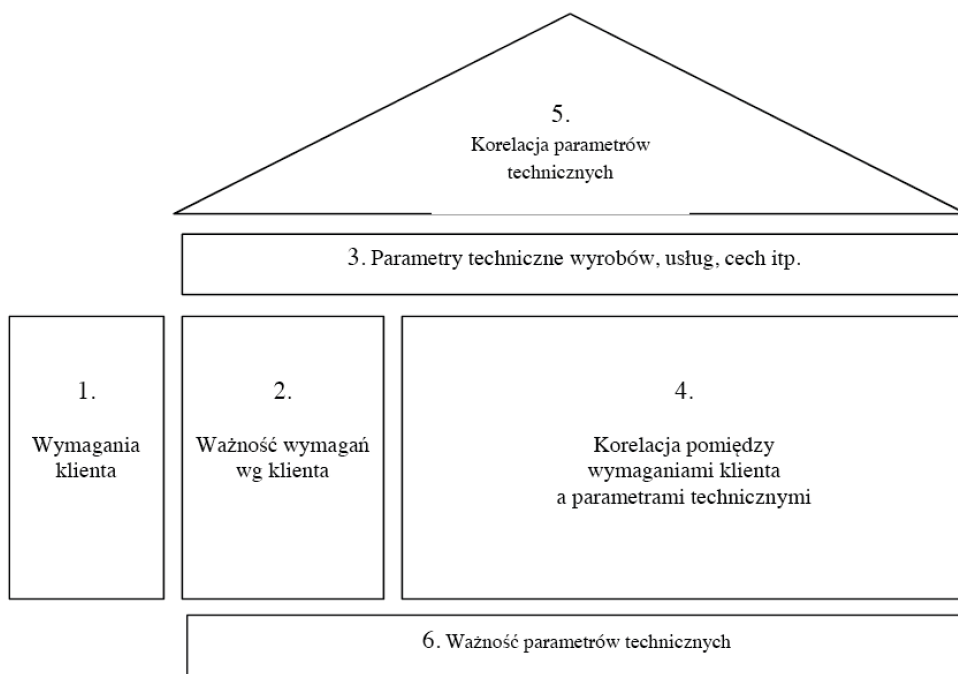 5.
Korelacja parametrów
technicznych
3. Parametry techniczne wyrobów, usług, cech itp.
1.
Wymagania
klienta
2.
Ważność wymagań
wg klienta
4.
Korelacja pomiędzy
wymaganiami klienta
a parametrami technicznymi
6. Ważność parametrów technicznych